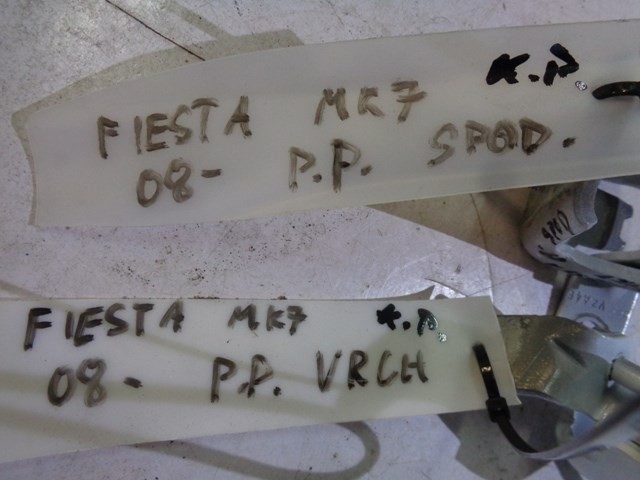 FIESTA MK7 K.P.
08- P.P. SPOD.
FIESTA MK7 K.P.
08- P.P. VRCH